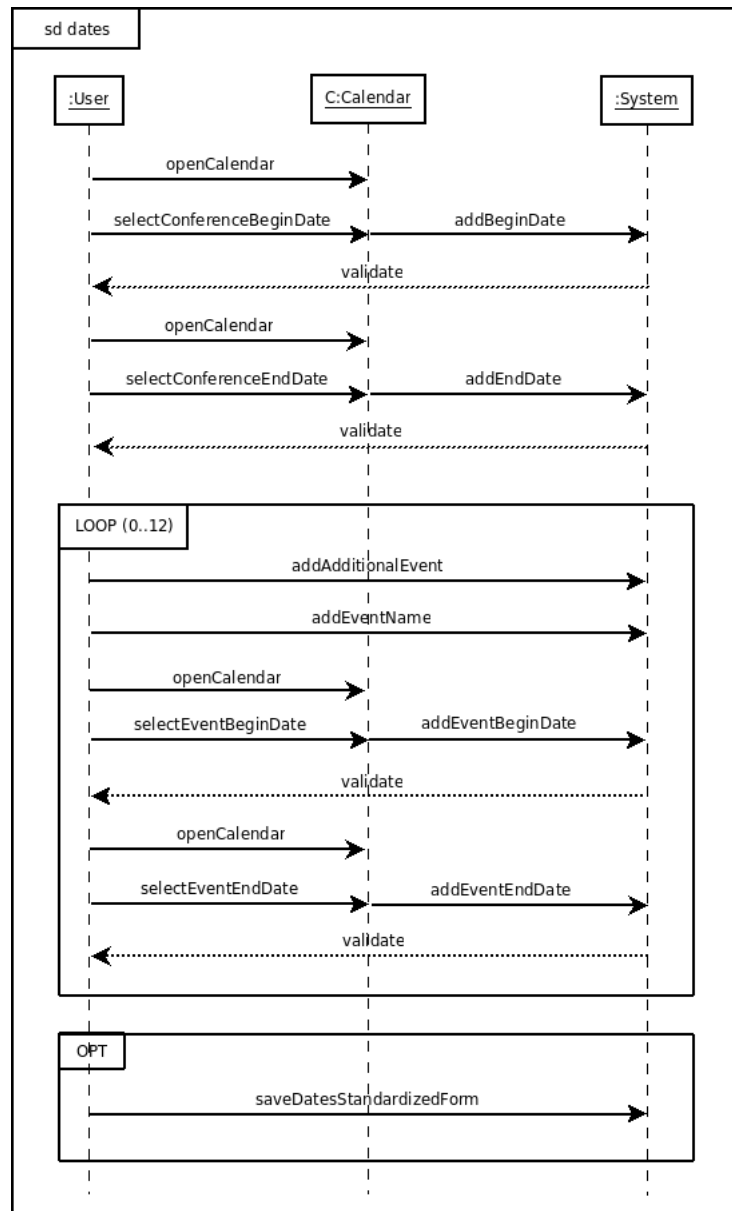 sd dates
:User
C:Calendar
:System
openCalendar
selectConferenceBeginDate
addBeginDate
validate
openCalendar
selectConferenceEndDate
addEndDate
validate
LOOP (0..12)
addAdditionalEvent
addEventName
openCalendar
selectEventBeginDate
addEventBeginDate
validate
openCalendar
selectEventEndDate
addEventEndDate
validate
OPT
saveDatesStandardizedForm